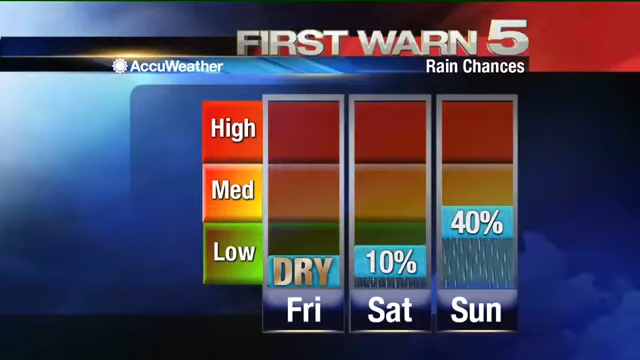 FIRST WARN 5
AccuWeather
Rain Chances
High
Med
Low
DRY
10%
40%
Fri
Sat
Sun